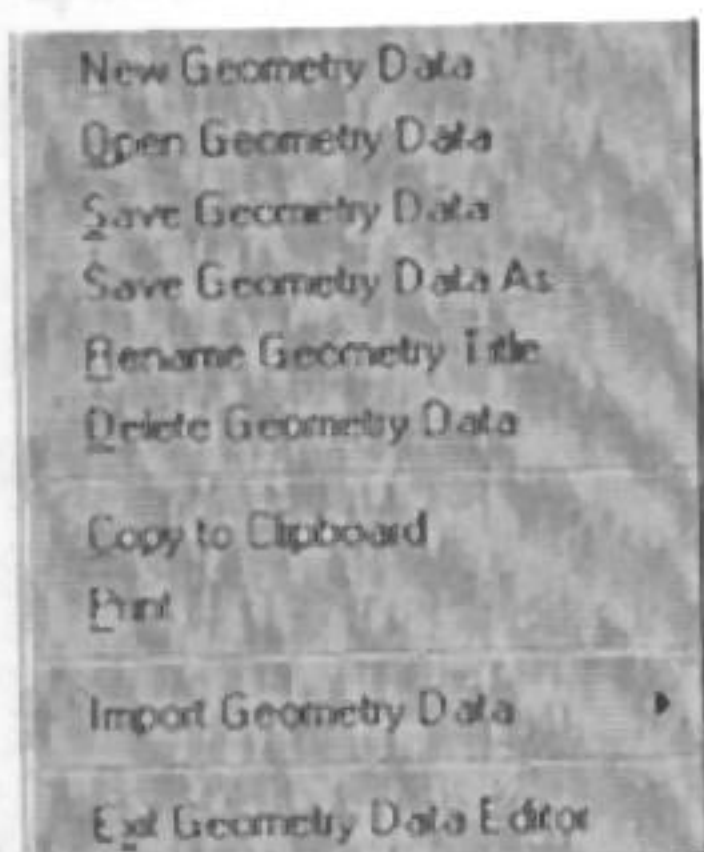 New Geometry Data
Open Geometry Data
Save Geometry Data
Save Geometry Data As
Rename Geometry Title
Delete Geometry Data
Copy to Clipboard
Print
Import Geometry Data
Exit Geometry Data Editor